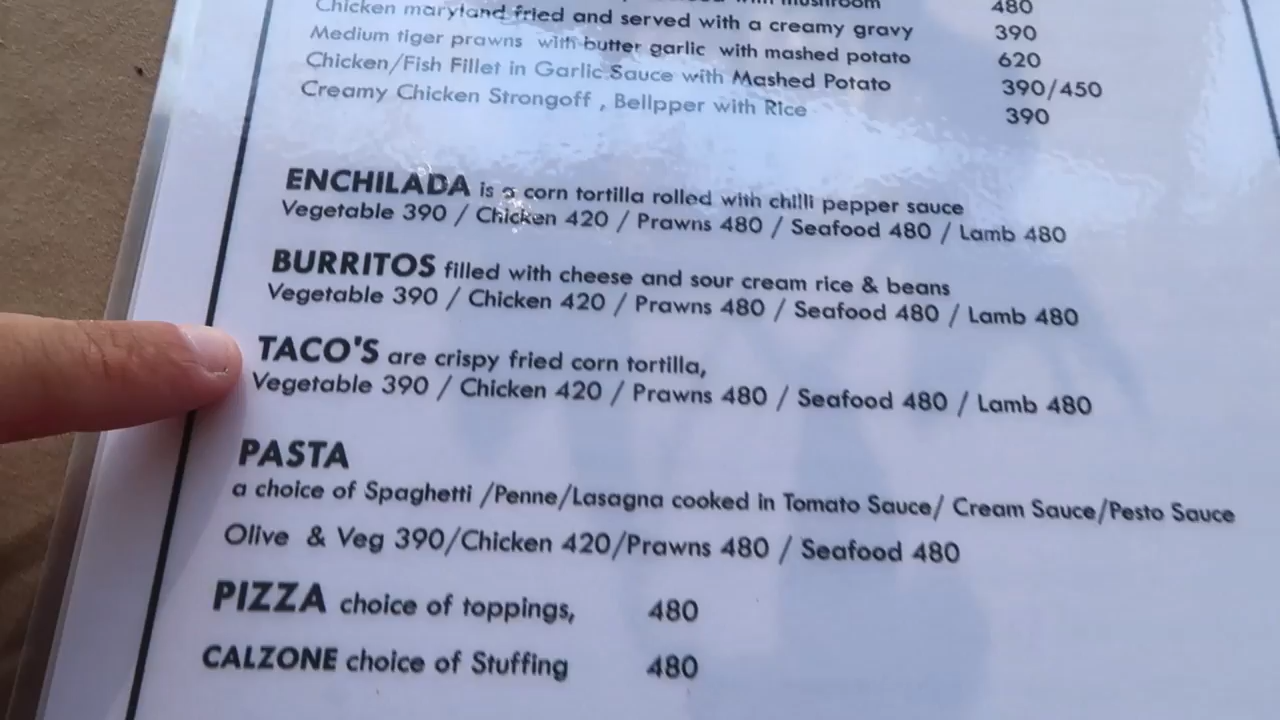 mushroom 480
Chicken maryland fried and served with a creamy gravy 390
Medium tiger prawns with butter garlic with mashed potato 620
Chicken/Fish Fillet in Garlic Sauce with Mashed Potato 390/450
Creamy Chicken Strongoff , Bellpper with Rice 390
ENCHILADA is a corn tortilla rolled with chilli pepper sauce
Vegetable 390 / Chicken 420 / Prawns 480 / Seafood 480 / Lamb 480
BURRITOS filled with cheese and sour cream rice & beans
Vegetable 390 / Chicken 420 / Prawns 480 / Seafood 480 / Lamb 480
TACO'S are crispy fried corn tortilla,
Vegetable 390 / Chicken 420 / Prawns 480 / Seafood 480 / Lamb 480
PASTA
a choice of Spaghetti /Penne/Lasagna cooked in Tomato Sauce/ Cream Sauce/Pesto Sauce
Olive & Veg 390/Chicken 420/Prawns 480 / Seafood 480
PIZZA choice of toppings, 480
CALZONE choice of Stuffing 480